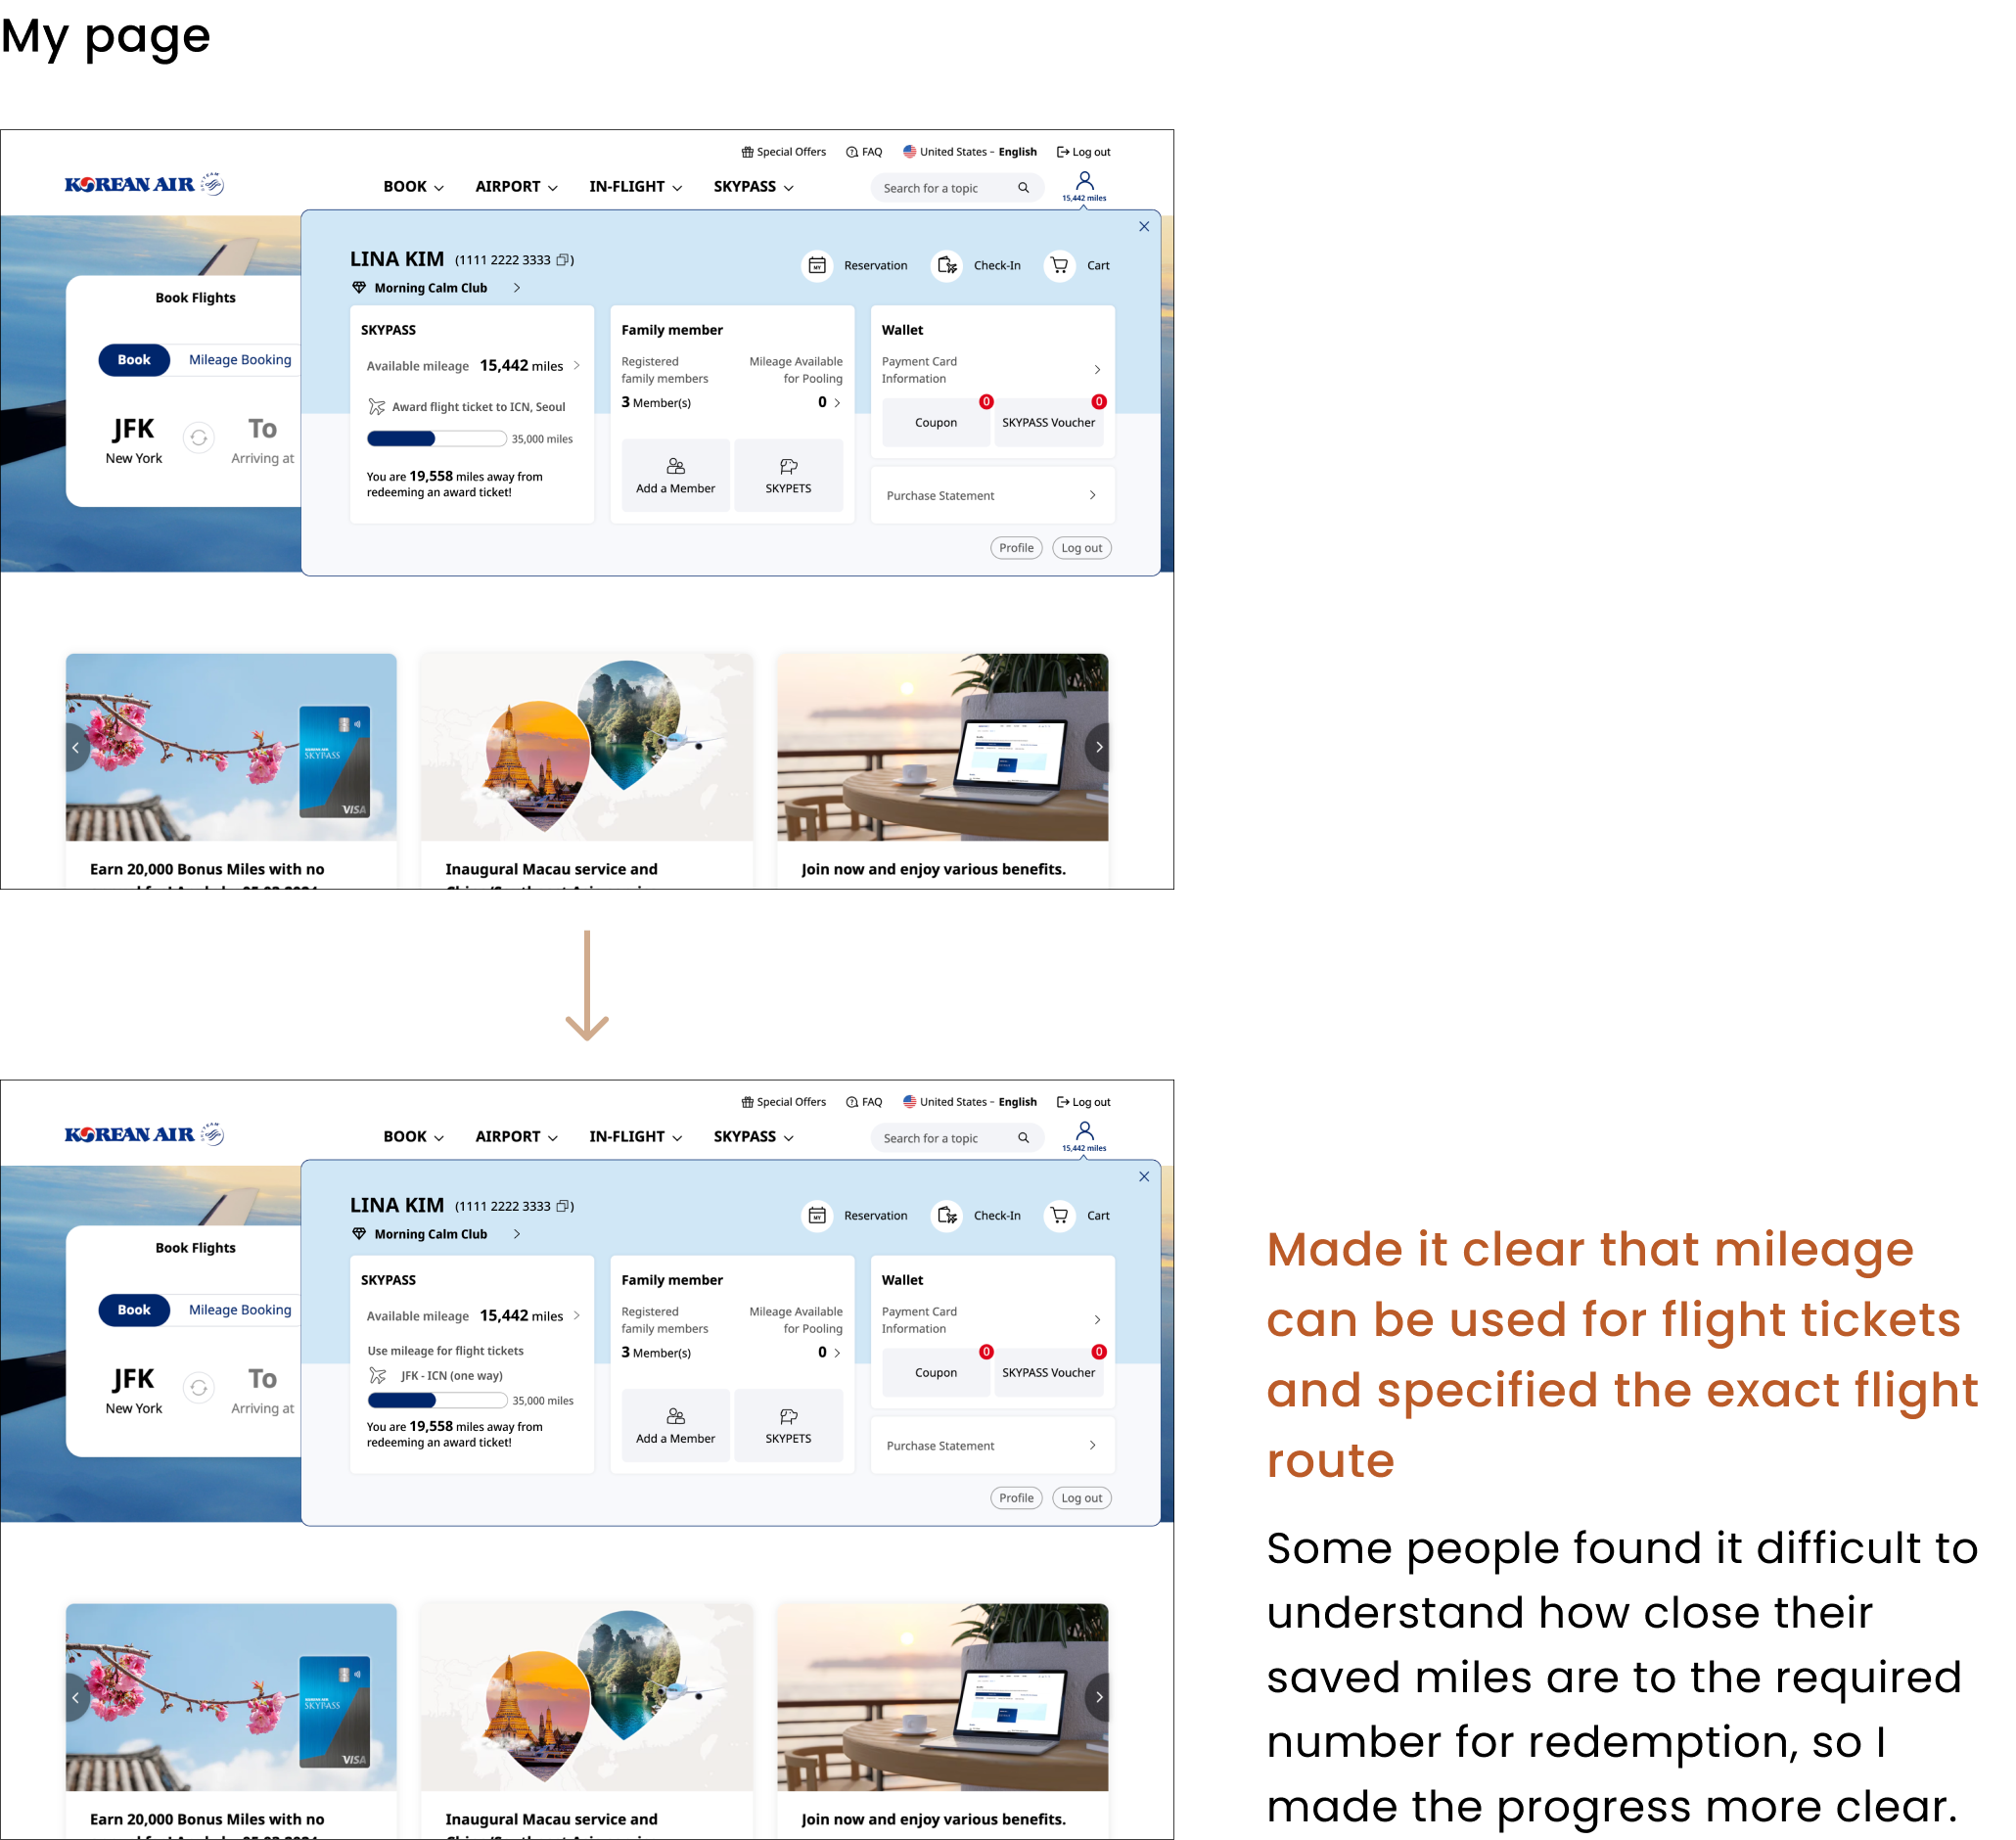 My page
Special Offers FAQ United States – English Log out
KOREAN AIR
BOOK AIRPORT IN-FLIGHT SKYPASS Search for a topic
15,442 miles
LINA KIM (1111 2222 3333)
Reservation Check-In Cart
Morning Calm Club
Book Flights
Book Mileage Booking
JFK To
New York Arriving at
SKYPASS
Available mileage 15,442 miles
Award flight ticket to ICN, Seoul
35,000 miles
You are 19,558 miles away from
redeeming an award ticket!
Family member
Registered Mileage Available
family members for Pooling
3 Member(s) 0
Add a Member SKYPETS
Wallet
Payment Card
Information
0 0
Coupon SKYPASS Voucher
Purchase Statement
Profile Log out
KOREAN AIR
SKYPASS
VISA
Earn 20,000 Bonus Miles with no
Inaugural Macau service and
Join now and enjoy various benefits.
Special Offers FAQ United States – English Log out
KOREAN AIR
BOOK AIRPORT IN-FLIGHT SKYPASS Search for a topic
15,442 miles
LINA KIM (1111 2222 3333)
Reservation Check-In Cart
Morning Calm Club
Book Flights
Book Mileage Booking
JFK To
New York Arriving at
SKYPASS
Available mileage 15,442 miles
Use mileage for flight tickets
JFK - ICN (one way)
35,000 miles
You are 19,558 miles away from
redeeming an award ticket!
Family member
Registered Mileage Available
family members for Pooling
3 Member(s) 0
Add a Member SKYPETS
Wallet
Payment Card
Information
0 0
Coupon SKYPASS Voucher
Purchase Statement
Profile Log out
KOREAN AIR
SKYPASS
VISA
Earn 20,000 Bonus Miles with no
Inaugural Macau service and
Join now and enjoy various benefits.
Made it clear that mileage
can be used for flight tickets
and specified the exact flight
route
Some people found it difficult to
understand how close their
saved miles are to the required
number for redemption, so I
made the progress more clear.